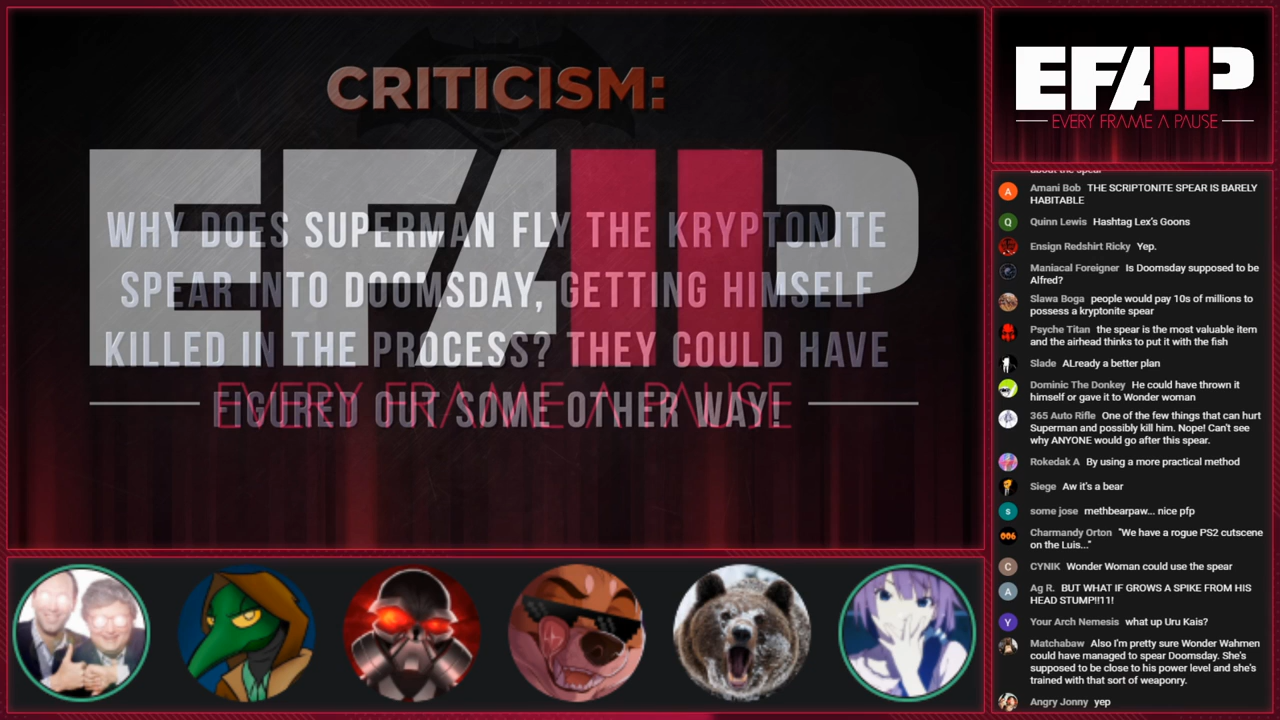 CRITICISM:
EFAP
WHY DOES SUPERMAN FLY THE KRYPTONITE
SPEAR INTO DOOMSDAY, GETTING HIMSELF
KILLED IN THE PROCESS? THEY COULD HAVE
FIGURED OUT SOME OTHER WAY!
EVERY FRAME A PAUSE
EFAP
EVERY FRAME A PAUSE
about the spear
A Amani Bob THE SCRIPTONITE SPEAR IS BARELY
HABITABLE
Q Quinn Lewis Hashtag Lex's Goons
Ensign Redshirt Ricky Yep.
Maniacal Foreigner Is Doomsday supposed to be
Alfred?
Slawa Boga people would pay 10s of millions to
possess a kryptonite spear
Psyche Titan the spear is the most valuable item
and the airhead thinks to put it with the fish
Slade ALready a better plan
Dominic The Donkey He could have thrown it
himself or gave it to Wonder woman
365 Auto Rifle One of the few things that can hurt
Superman and possibly kill him. Nope! Can't see
why ANYONE would go after this spear.
Rokedak A By using a more practical method
Siege Aw it's a bear
s some jose methbearpaw... nice pfp
Charmandy Orton "We have a rogue PS2 cutscene
on the Luis..."
C CYNIK Wonder Woman could use the spear
A Ag R. BUT WHAT IF GROWS A SPIKE FROM HIS
HEAD STUMP!!11!
Y Your Arch Nemesis what up Uru Kais?
Matchabaw Also I'm pretty sure Wonder Wahmen
could have managed to spear Doomsday. She's
supposed to be close to his power level and she's
trained with that sort of weaponry.
Angry Jonny yep